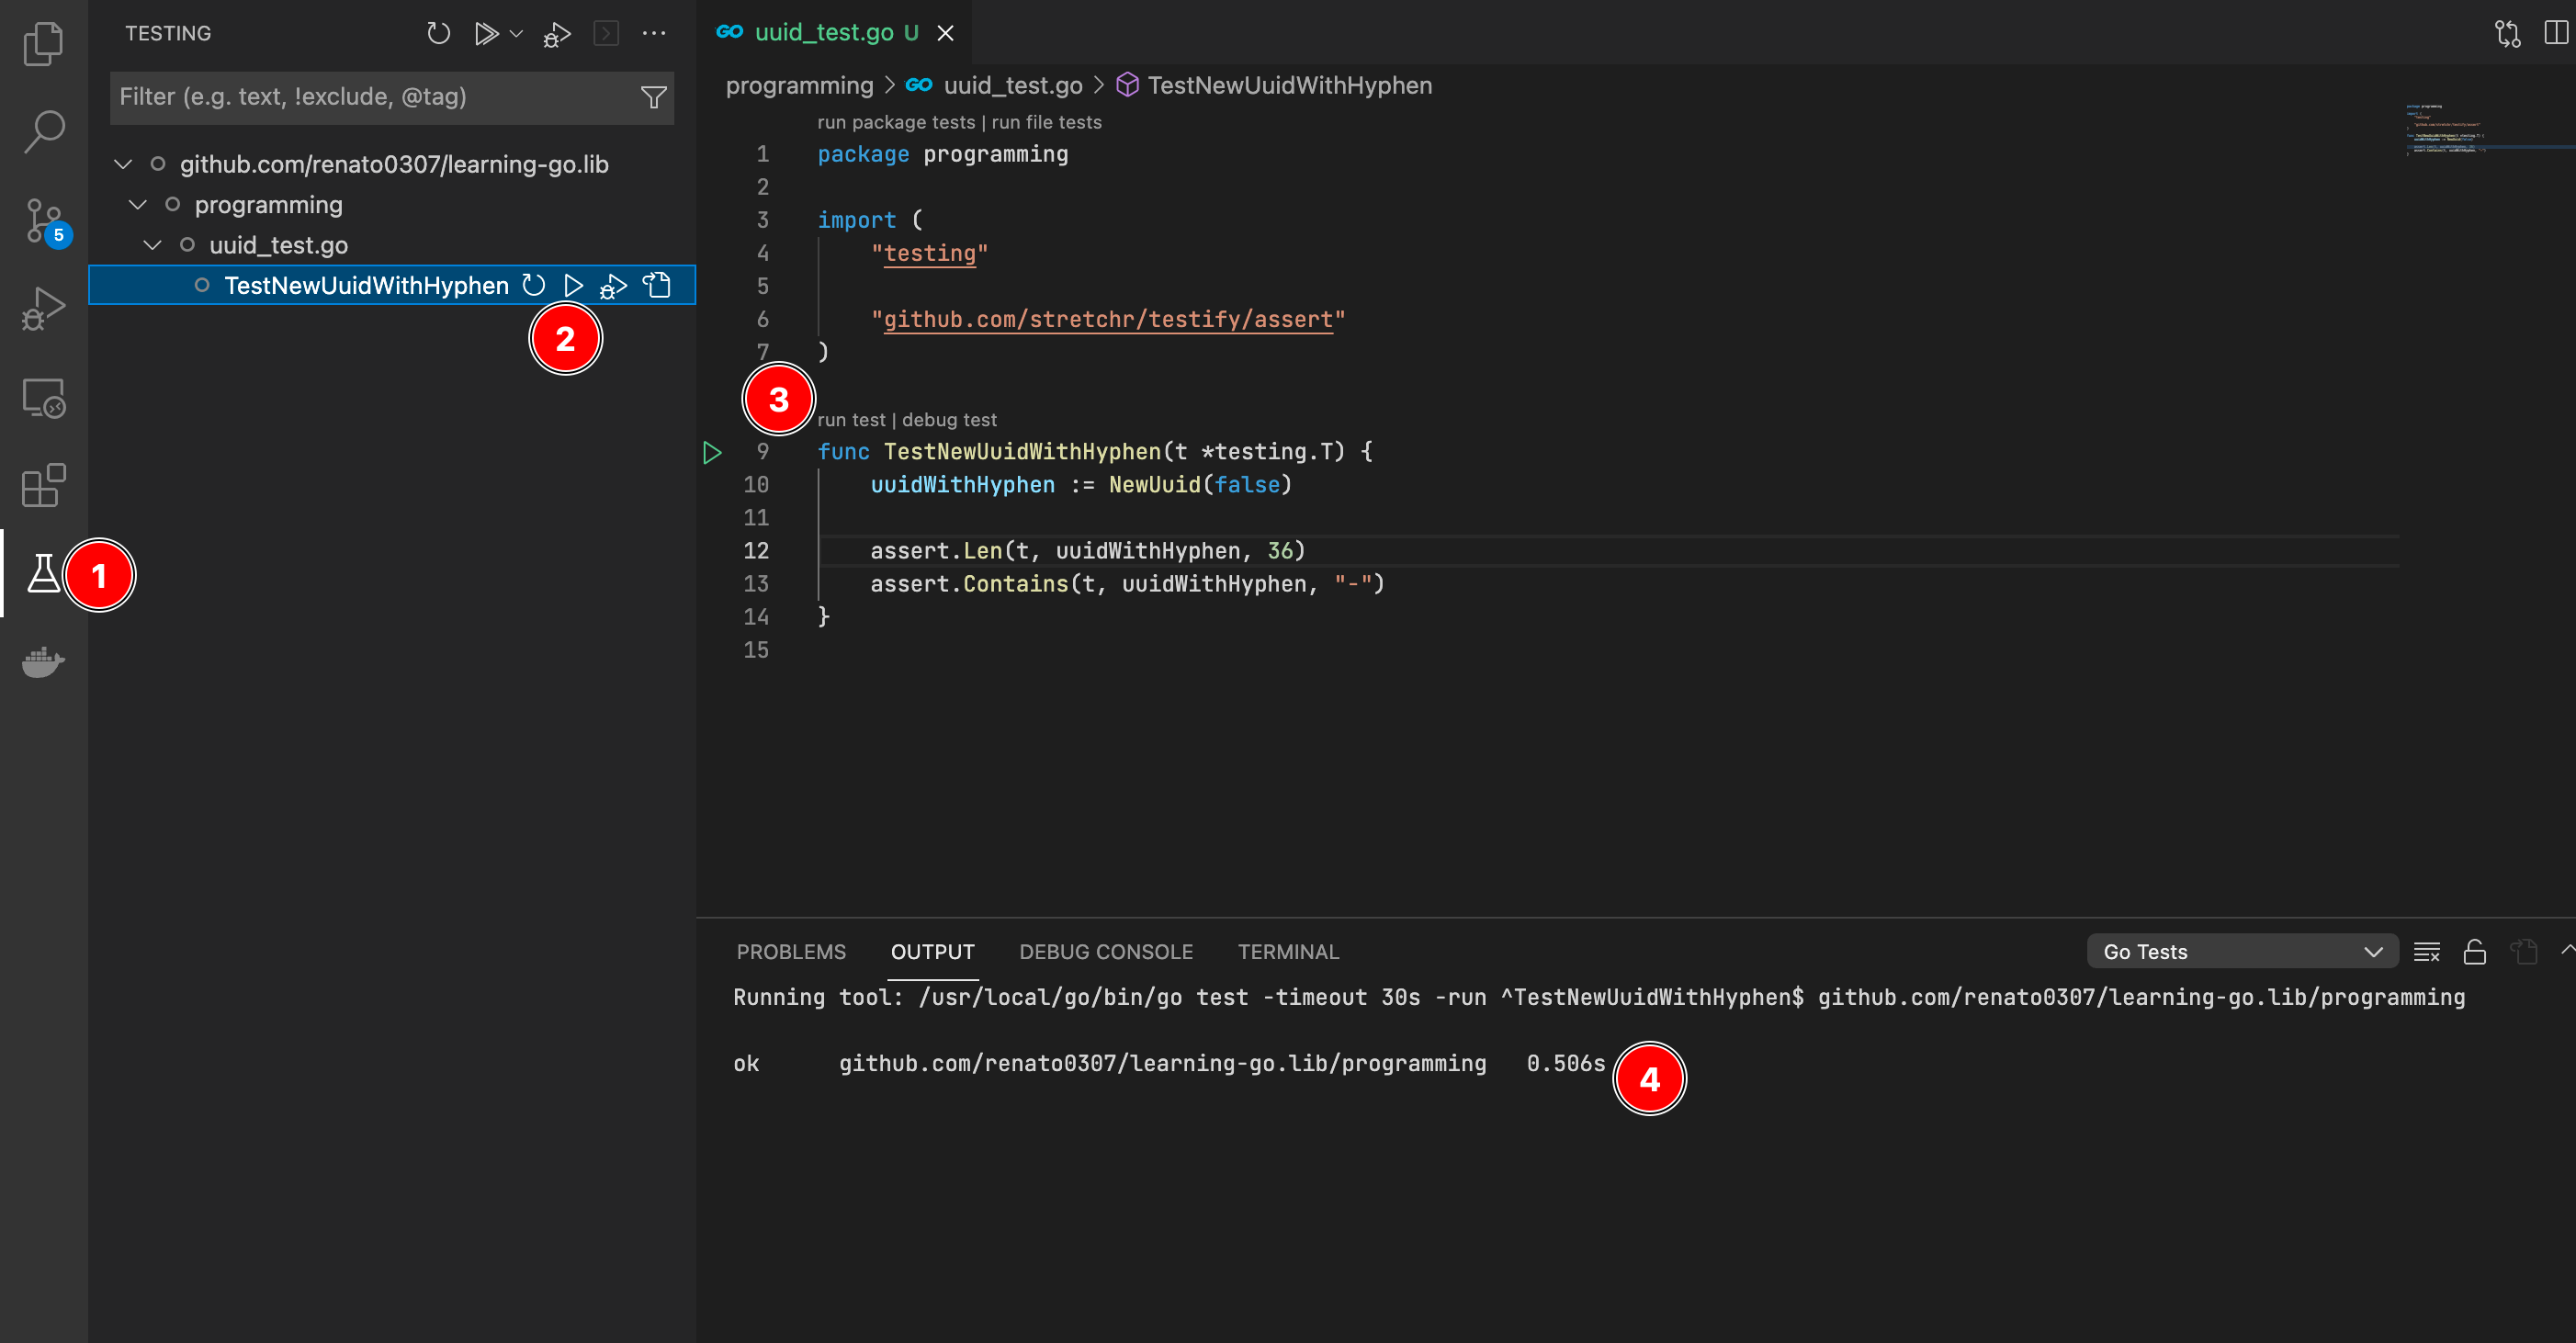 TESTING
Filter (e.g. text, !exclude, @tag)
github.com/renato0307/learning-go.lib
programming
uuid_test.go
TestNewUuidWithHyphen
5
1
2
GO uuid_test.go U
programming > GO uuid_test.go > TestNewUuidWithHyphen
run package tests | run file tests
1 package programming
2
3 import (
4 "testing"
5
6 "github.com/stretchr/testify/assert"
7 )
3
run test | debug test
9 func TestNewUuidWithHyphen(t *testing.T) {
10 uuidWithHyphen := NewUuid(false)
11
12 assert.Len(t, uuidWithHyphen, 36)
13 assert.Contains(t, uuidWithHyphen, "-")
14 }
15
PROBLEMS OUTPUT DEBUG CONSOLE TERMINAL Go Tests
Running tool: /usr/local/go/bin/go test -timeout 30s -run ^TestNewUuidWithHyphen$ github.com/renato0307/learning-go.lib/programming
ok github.com/renato0307/learning-go.lib/programming 0.506s
4